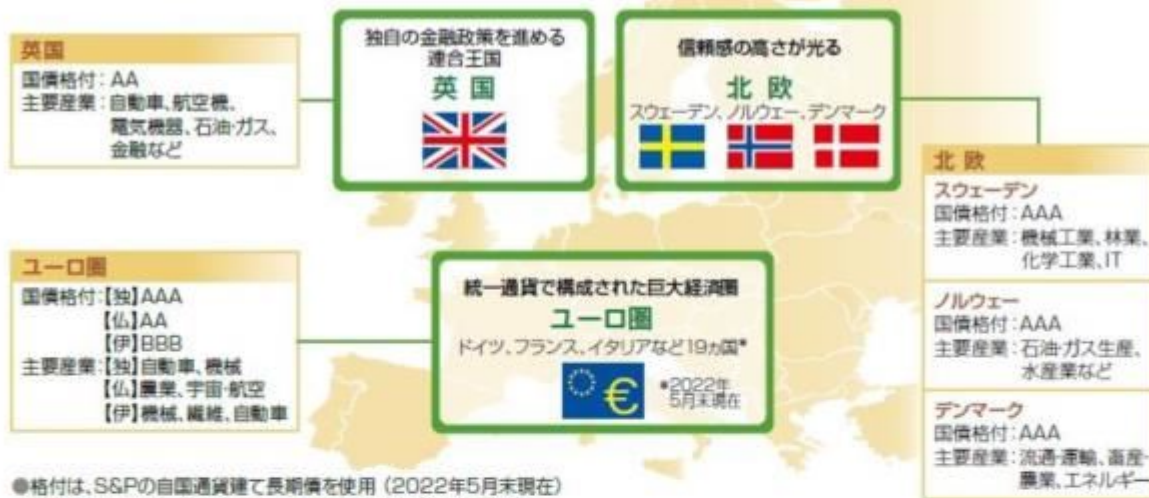 英国
国債格付：AA
主要産業：自動車、航空機、
電気機器、石油・ガス、
金融など
独自の金融政策を進める
連合王国
英国
信頼感の高さが光る
北欧
スウェーデン、ノルウェー、デンマーク
北欧
スウェーデン
国債格付：AAA
主要産業：機械工業、林業、
化学工業、IT
ノルウェー
国債格付：AAA
主要産業：石油・ガス生産、
水産業など
デンマーク
国債格付：AAA
主要産業：流通・運輸、畜産・
農業、エネルギー
ユーロ圏
国債格付：【独】AAA
【仏】AA
【伊】BBB
主要産業：【独】自動車、機械
【仏】農業、宇宙・航空
【伊】機械、繊維、自動車
統一通貨で構成された巨大経済圏
ユーロ圏
ドイツ、フランス、イタリアなど19ヵ国*
€
*2022年
5月末現在
●格付は、S&Pの自国通貨建て長期債を使用（2022年5月末現在）